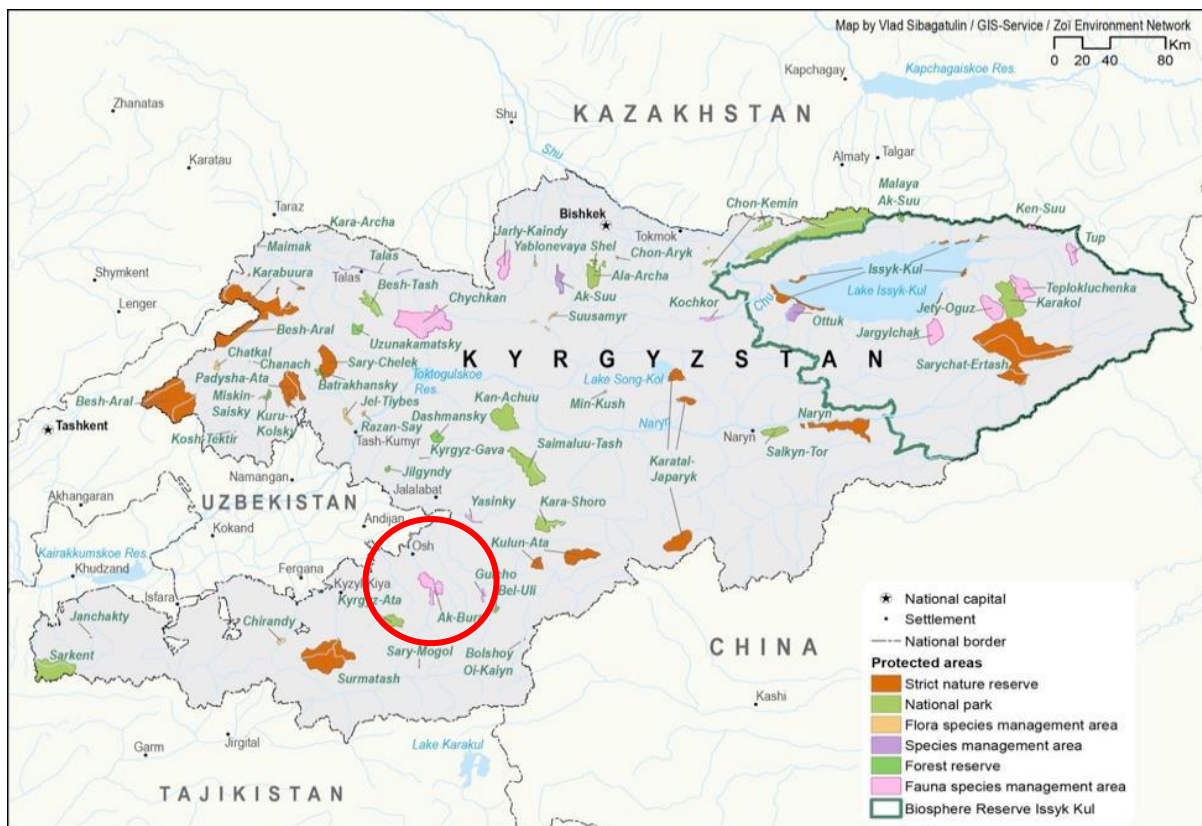 Map by Vlad Sibagatulin / GIS-Service / Zoï Environment Network
Km
0 20 40 80
Kapchagay
Kapchagaiskoe Res.
Zhanatas
KAZAKHSTAN
Shu
Shu
Karatau
Almaty
Talgar
Taraz
Malaya
Ak-Suu
Chon-Kemin
Kara-Archa
Bishkek
Ken-Suu
Jarly-Kaindy
Tokmok
Tup
Maimak
Yablonevaya Shel
Chon-Aryk
Talas
Issyk-Kul
Shymkent
Karabuura
Talas
Ala-Archa
Besh-Tash
Ak-Suu
Lake Issyk-Kul
Teplokluchenka
Chychkan
Kochkor
Chu
Jety-Oguz
Karakol
Lenger
Suusamyr
Ottuk
Besh-Aral
Uzunakamatsky
Jargylchak
Chatkal
Chanach
Sary-Chelek
KYRGYZSTAN
Sarychat-Ertash
Padysha-Ata
Batrakhansky
Toktogulskoe
Res.
Lake Song-Kol
Besh-Aral
Miskin-
Saisky
Jel-Tiybes
Kan-Achuu
Min-Kush
Kuru-
Kolsky
Razan-Say
Dashmansky
Naryn
Tashkent
Tash-Kumyr
Naryn
Naryn
Kosh-Tektir
Kyrgyz-Gava
Saimaluu-Tash
Salkyn-Tor
Jilgyndy
Karatal-
Japaryk
Namangan
Jalalabat
Akhangaran
UZBEKISTAN
Yasinky
Kara-Shoro
Kokand
Andijan
Kulun-Ata
Kairakkumskoe Res.
Osh
Khudzand
Fergana
Gulcho
Isfara
Kyzyl-Kiya
Bel-Uli
Janchakty
Chirandy
Kyrgyz-Ata
Sarkent
Sary-Mogol
Bolshoy
Oi-Kaiyn
CHINA
Surmatash
Kashi
Garm
Jirgital
Lake Karakul
TAJIKISTAN
National capital
Settlement
National border
Protected areas
Strict nature reserve
National park
Flora species management area
Species management area
Forest reserve
Fauna species management area
Biosphere Reserve Issyk Kul